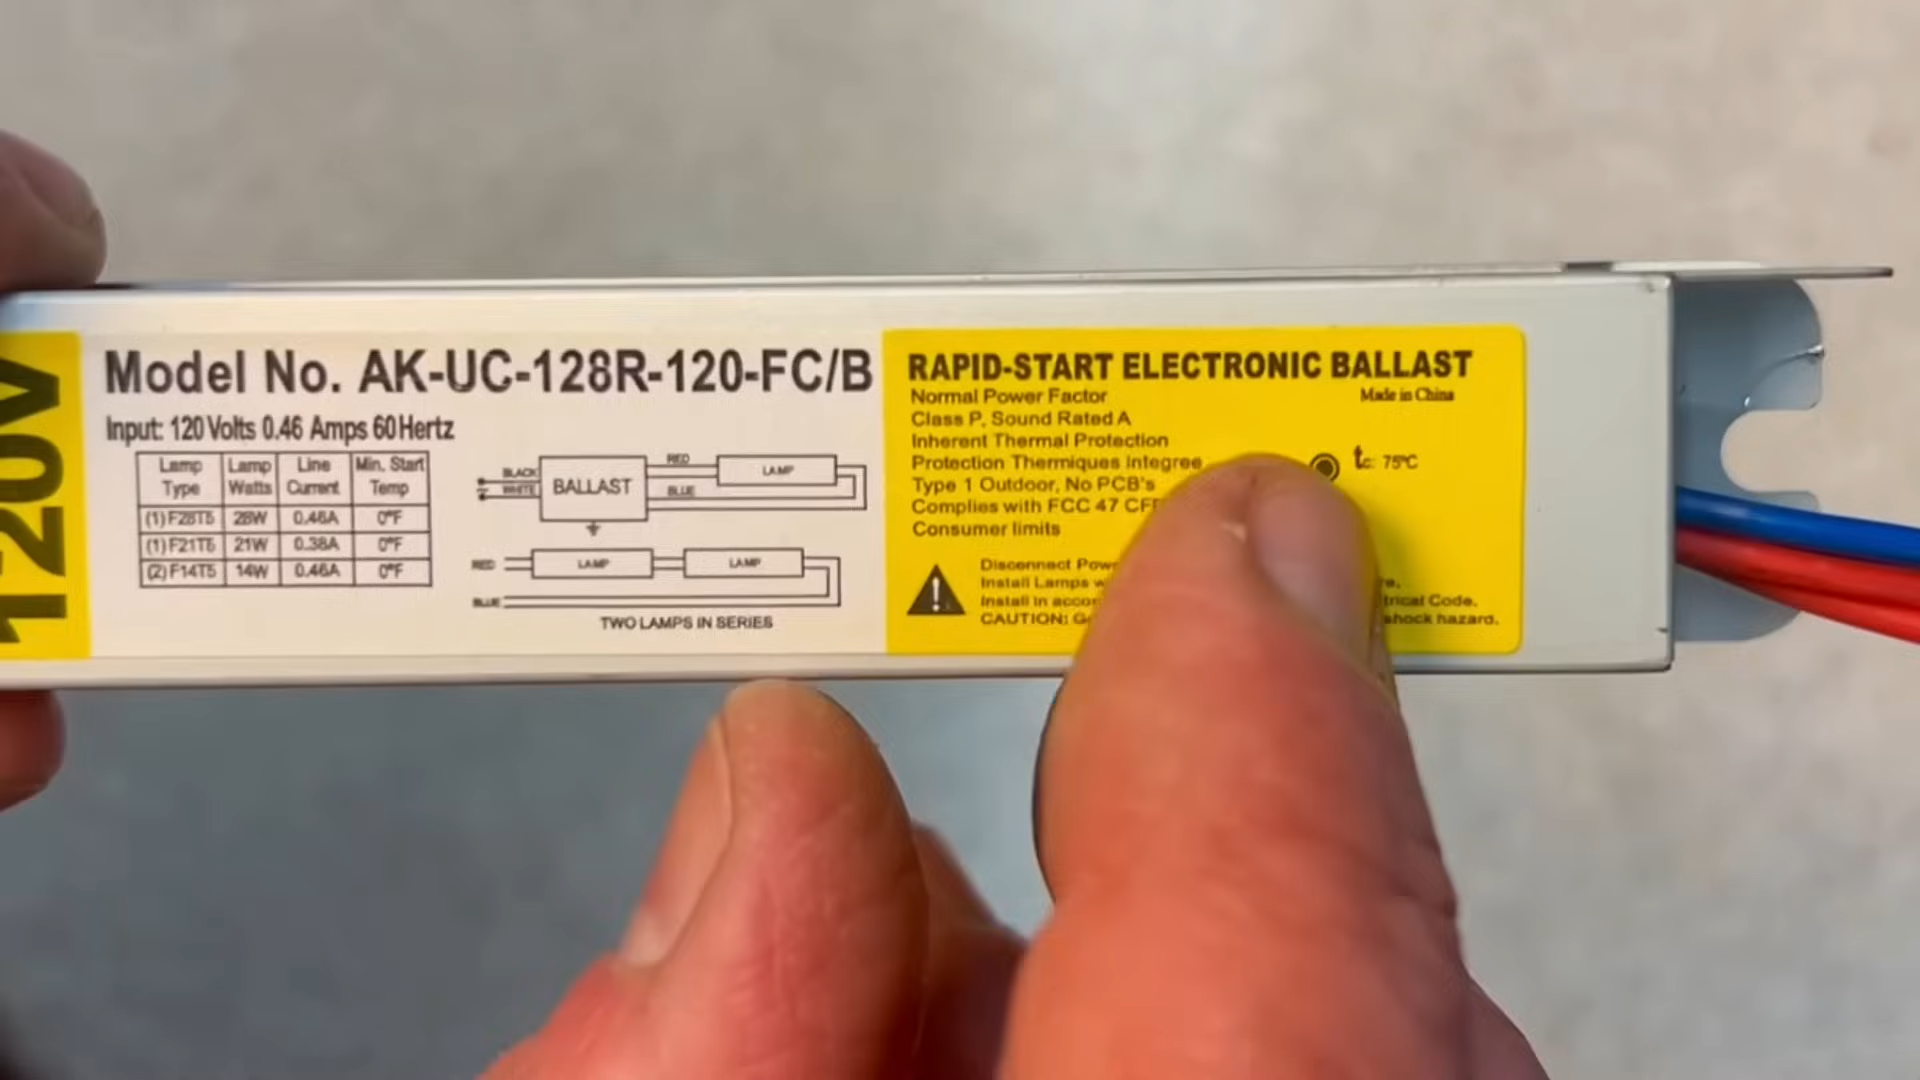 120V
Model No. AK-UC-128R-120-FC/B
Input: 120 Volts 0.46 Amps 60 Hertz
Lamp Type Lamp Watts Line Current Min. Start Temp
(1) F28T5 28W 0.46A 0°F
(1) F21T5 21W 0.38A 0°F
(2) F14T5 14W 0.46A 0°F
BLACK
WHITE
BALLAST
RED
BLUE
LAMP
RED
LAMP
LAMP
BLUE
TWO LAMPS IN SERIES
RAPID-START ELECTRONIC BALLAST
Made in China
Normal Power Factor
Class P, Sound Rated A
Inherent Thermal Protection
Protection Thermiques Integree
tc: 75°C
Type 1 Outdoor, No PCB's
Complies with FCC 47
Consumer limits
Disconnect
Install Lamps
Install in
trical Code.
CAUTION:
shock hazard.